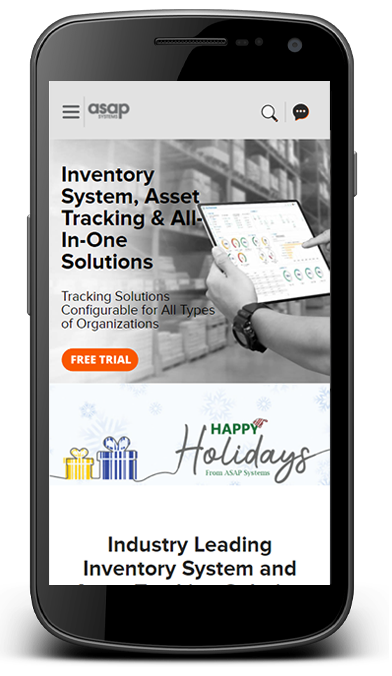 asap
SYSTEMS
Inventory
System, Asset
Tracking & All-
In-One
Solutions
Tracking Solutions
Configurable for All Types
of Organizations
FREE TRIAL
HAPPY
Holidays
From ASAP Systems
Industry Leading
Inventory System and